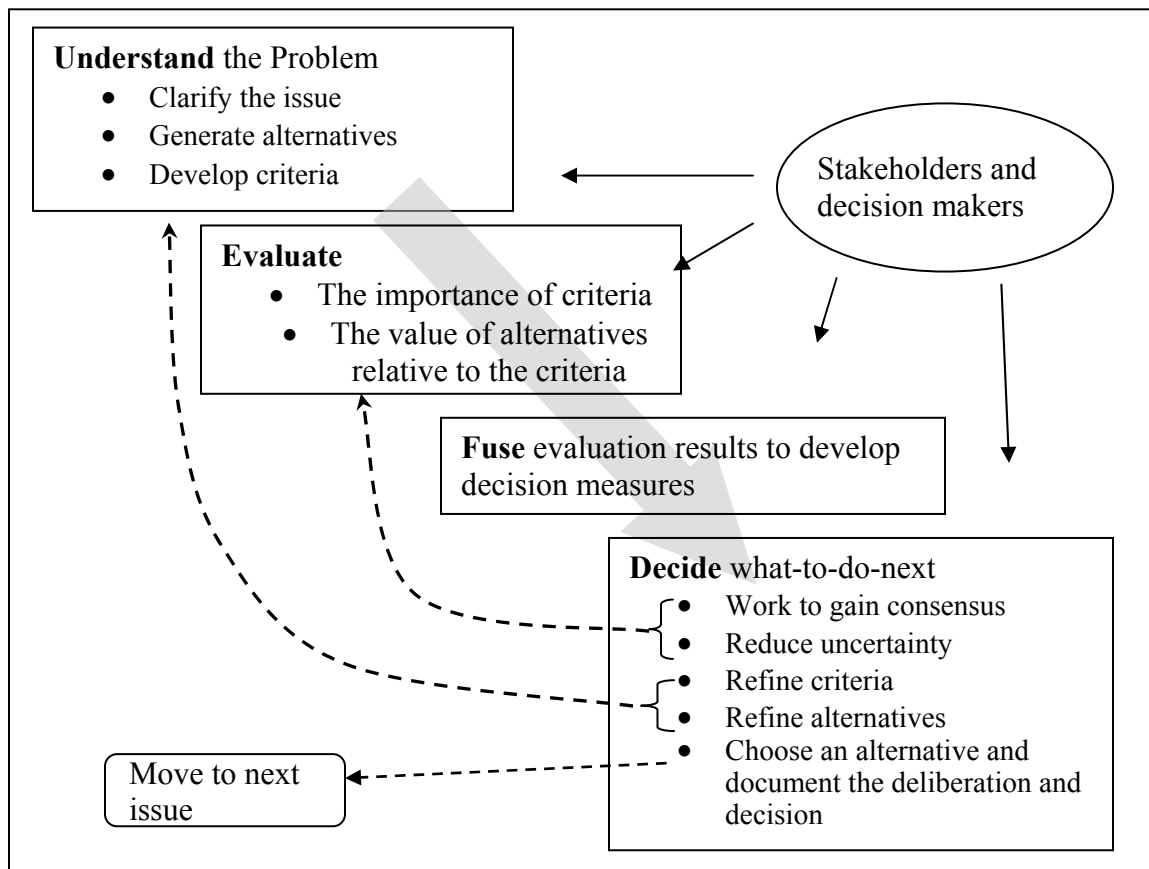 Understand the Problem
• Clarify the issue
• Generate alternatives
• Develop criteria
Stakeholders and
decision makers
Evaluate
• The importance of criteria
• The value of alternatives
relative to the criteria
Fuse evaluation results to develop
decision measures
Decide what-to-do-next
• Work to gain consensus
• Reduce uncertainty
• Refine criteria
• Refine alternatives
• Choose an alternative and
document the deliberation and
decision
Move to next
issue